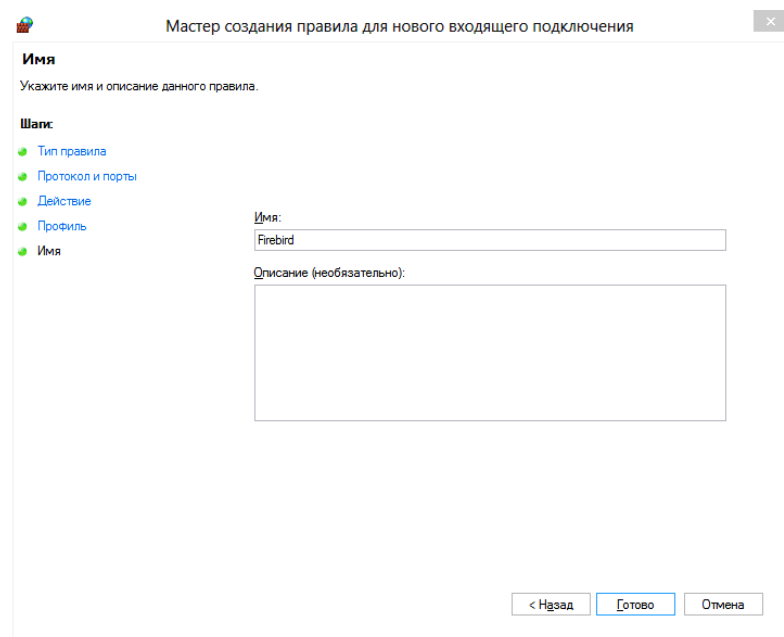 Мастер создания правила для нового входящего подключения
Имя
Укажите имя и описание данного правила.
Шаги:
Тип правила
Протокол и порты
Действие
Профиль
Имя
Имя:
Firebird
Описание (необязательно):
< Назад
Готово
Отмена